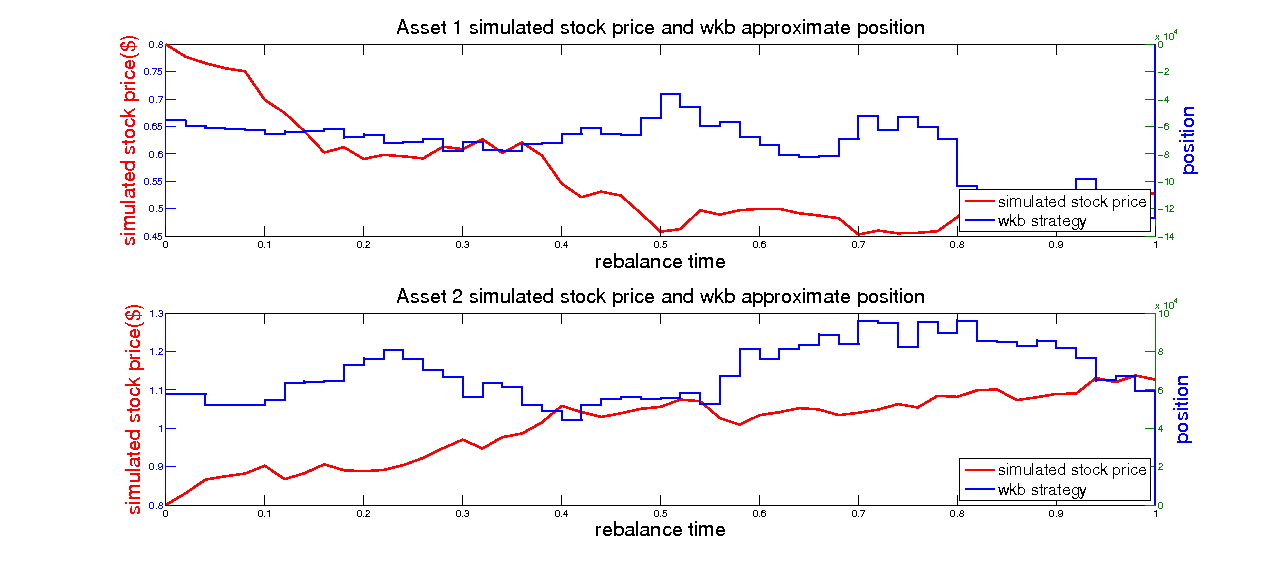 Asset 1 simulated stock price and wkb approximate position
x 10^4
simulated stock price($)
0.8
0.75
0.7
0.65
0.6
0.55
0.5
0.45
0
-2
-4
-6
-8
-10
-12
-14
position
simulated stock price
wkb strategy
0 0.1 0.2 0.3 0.4 0.5 0.6 0.7 0.8 0.9 1
rebalance time
Asset 2 simulated stock price and wkb approximate position
x 10^4
simulated stock price($)
1.3
1.2
1.1
1
0.9
0.8
10
8
6
4
2
0
position
simulated stock price
wkb strategy
0 0.1 0.2 0.3 0.4 0.5 0.6 0.7 0.8 0.9 1
rebalance time